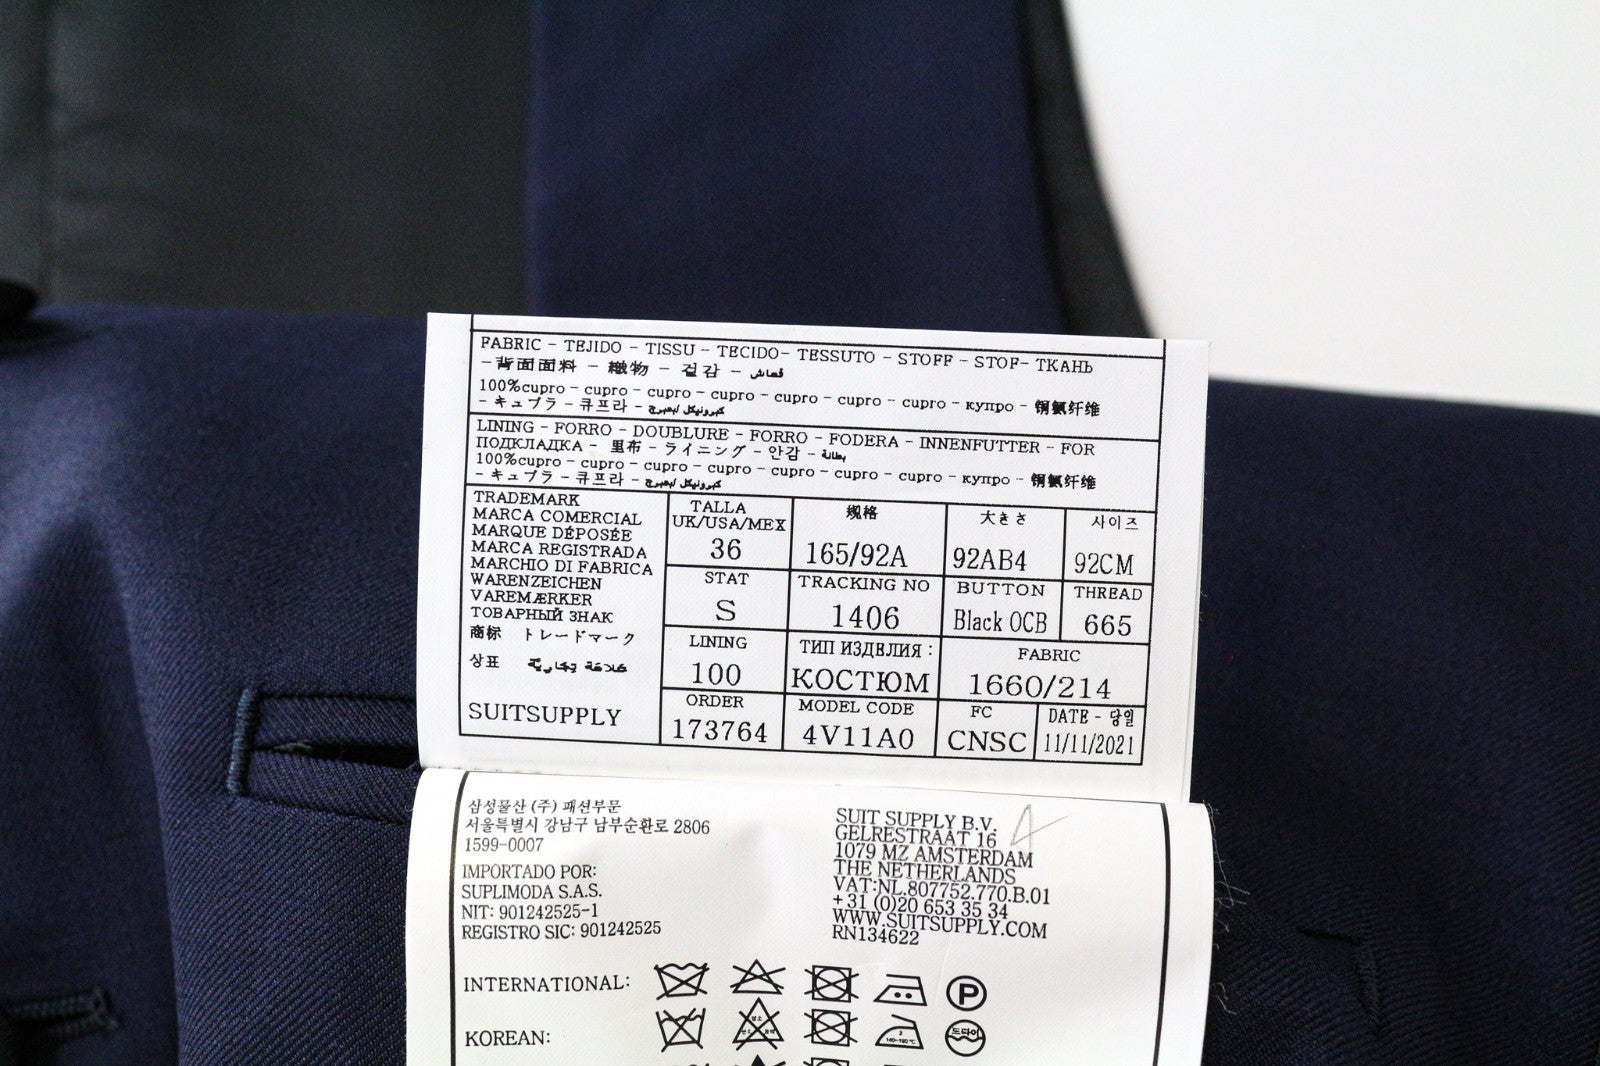 FABRIC - TEJIDO - TISSU - TECIDO- TESSUTO - STOFF - STOF- ТКАНЬ
-背面面料 - 織物 - 겉감 - قماش
100%cupro - cupro - cupro - cupro - cupro - cupro - cupro - купро - 铜氨纤维
- キュプラ - 큐프라 -
LINING - FORRO - DOUBLURE - FORRO - FODERA - INNENFUTTER - FOR
ПОДКЛАДКА - 里布 - ライニング - 안감 - بطانة
100%cupro - cupro - cupro - cupro - cupro - cupro - cupro - купро - 铜氨纤维
- キュプラ - 큐프라 -
TRADEMARK
MARCA COMERCIAL
MARQUE DÉPOSÉE
MARCA REGISTRADA
MARCHIO DI FABRICA
WARENZEICHEN
VAREMÆRKER
ТОВАРНЫЙ ЗНАК
商标 トレードマーク
상표 علامة تجارية
SUITSUPPLY
TALLA
UK/USA/MEX
36
规格
165/92A
大きさ
92AB4
사이즈
92CM
STAT
S
TRACKING NO
1406
BUTTON
Black OCB
THREAD
665
LINING
100
ТИП ИЗДЕЛИЯ :
КОСТЮМ
FABRIC
1660/214
ORDER
173764
MODEL CODE
4V11A0
FC
CNSC
DATE - 당일
11/11/2021
삼성물산 (주) 패션부문
서울특별시 강남구 남부순환로 2806
1599-0007
IMPORTADO POR:
SUPLIMODA S.A.S.
NIT: 901242525-1
REGISTRO SIC: 901242525
SUIT SUPPLY B.V.
GELRESTRAAT 16
1079 MZ AMSTERDAM
THE NETHERLANDS
VAT:NL.807752.770.B.01
+31 (0)20 653 35 34
WWW.SUITSUPPLY.COM
RN134622
INTERNATIONAL:
P
KOREAN:
드라이